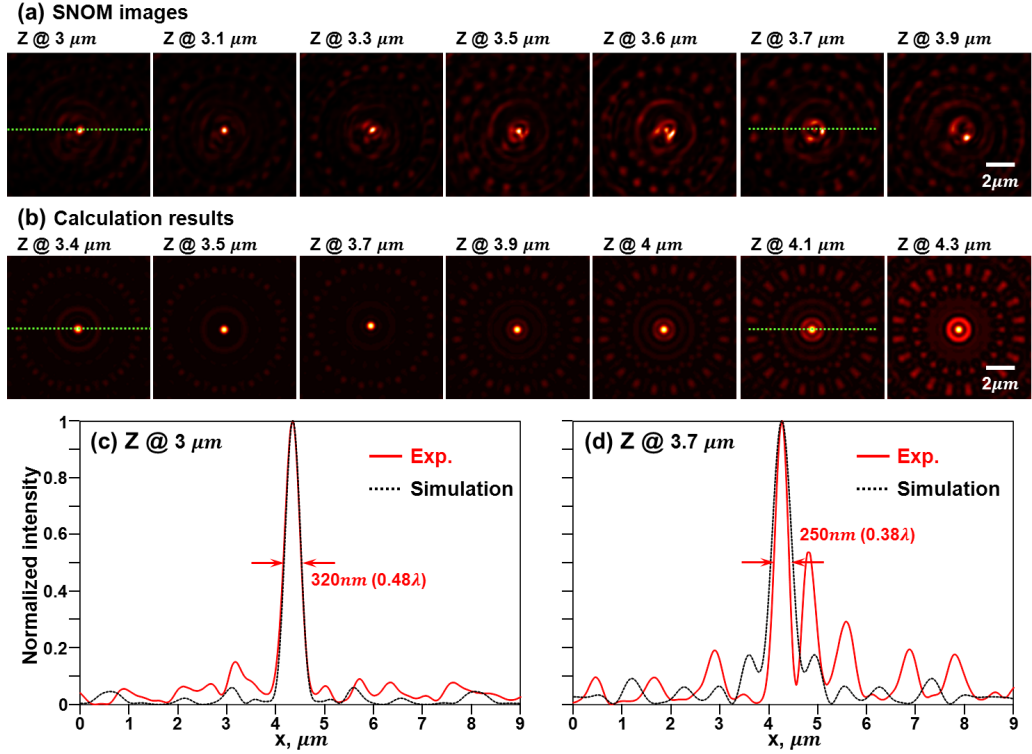 (a) SNOM images
Z @ 3 μm Z @ 3.1 μm Z @ 3.3 μm Z @ 3.5 μm Z @ 3.6 μm Z @ 3.7 μm Z @ 3.9 μm
2μm
(b) Calculation results
Z @ 3.4 μm Z @ 3.5 μm Z @ 3.7 μm Z @ 3.9 μm Z @ 4 μm Z @ 4.1 μm Z @ 4.3 μm
2μm
Normalized intensity
1
0.8
0.6
0.4
0.2
0
(c) Z @ 3 μm
Exp.
Simulation
320nm (0.48λ)
0 1 2 3 4 5 6 7 8 9
x, μm
(d) Z @ 3.7 μm
Exp.
Simulation
250nm (0.38λ)
0 1 2 3 4 5 6 7 8 9
x, μm